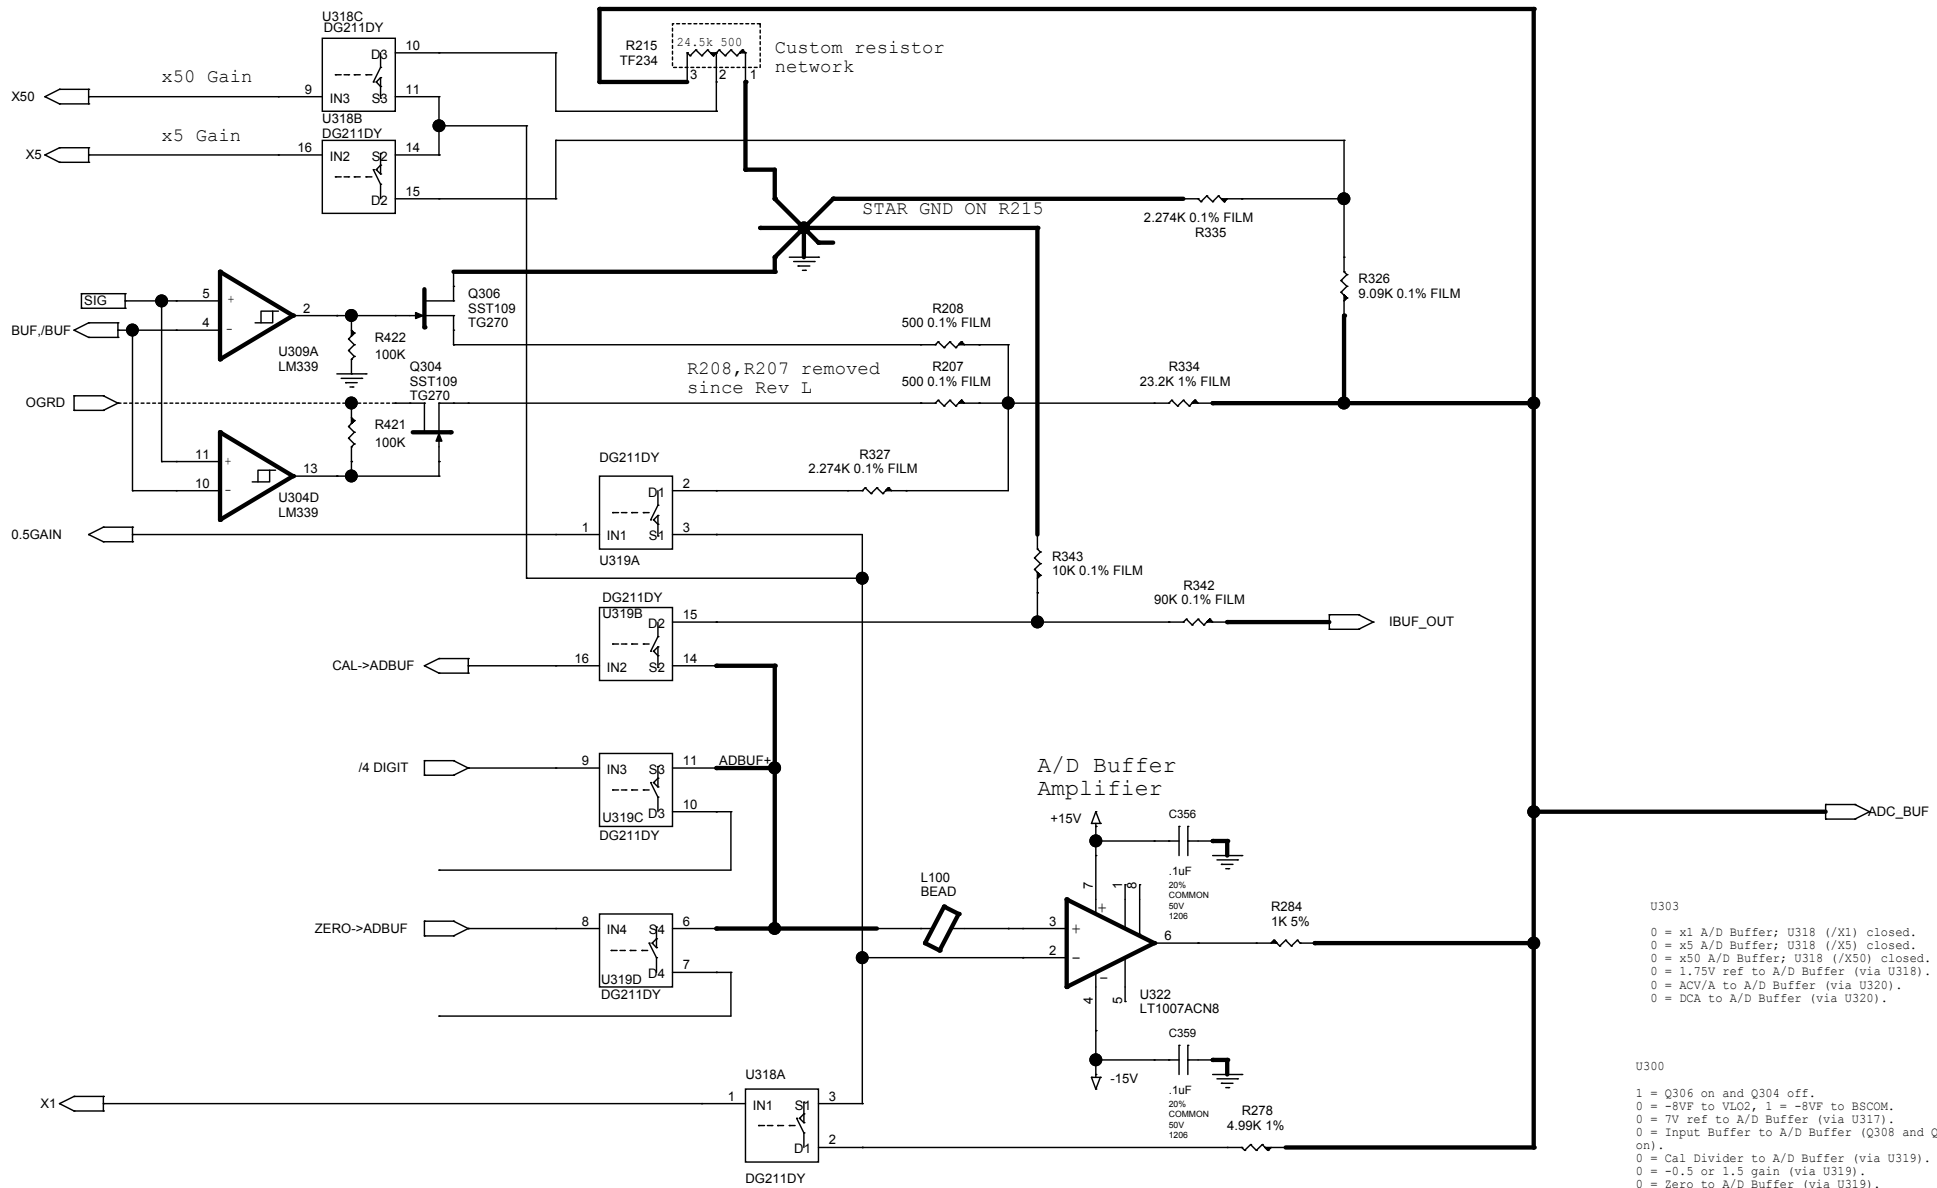 U318C
DG211DY
D3
10
x50 Gain
X50
9
IN3
S3
11
U318B
DG211DY
x5 Gain
X5
16
IN2
S2
14
D2
15
R215
TF234
24.5k 500
3
2
1
Custom resistor
network
STAR GND ON R215
2.274K 0.1% FILM
R335
R326
9.09K 0.1% FILM
SIG
5
+
2
BUF,/BUF
4
-
U309A
LM339
R422
100K
Q306
SST109
TG270
R208
500 0.1% FILM
Q304
SST109
TG270
R208,R207 removed
since Rev L
R207
500 0.1% FILM
R334
23.2K 1% FILM
OGRD
R421
100K
11
+
13
10
-
U304D
LM339
DG211DY
R327
2.274K 0.1% FILM
D1
2
0.5GAIN
1
IN1
S1
3
U319A
R343
10K 0.1% FILM
DG211DY
U319B
D2
15
R342
90K 0.1% FILM
IBUF_OUT
CAL->ADBUF
16
IN2
S2
14
/4 DIGIT
9
IN3
S3
11
ADBUF+
10
U319C
D3
DG211DY
A/D Buffer
Amplifier
+15V
C356
.1uF
20%
COMMON
50V
1206
ADC_BUF
L100
BEAD
7
1
8
ZERO->ADBUF
8
IN4
S4
6
7
U319D
D4
DG211DY
3
+
+
2
-
-
6
4
5
U322
LT1007ACN8
R284
1K 5%
C359
-15V
.1uF
20%
COMMON
50V
1206
U318A
X1
1
IN1
S1
3
D1
2
DG211DY
R278
4.99K 1%
U303
0 = x1 A/D Buffer; U318 (/X1) closed.
0 = x5 A/D Buffer; U318 (/X5) closed.
0 = x50 A/D Buffer; U318 (/X50) closed.
0 = 1.75V ref to A/D Buffer (via U318).
0 = ACV/A to A/D Buffer (via U320).
0 = DCA to A/D Buffer (via U320).
U300
1 = Q306 on and Q304 off.
0 = -8VF to VLO2, 1 = -8VF to BSCOM.
0 = 7V ref to A/D Buffer (via U317).
0 = Input Buffer to A/D Buffer (Q308 and Q
on).
0 = Cal Divider to A/D Buffer (via U319).
0 = -0.5 or 1.5 gain (via U319).
0 = Zero to A/D Buffer (via U319).